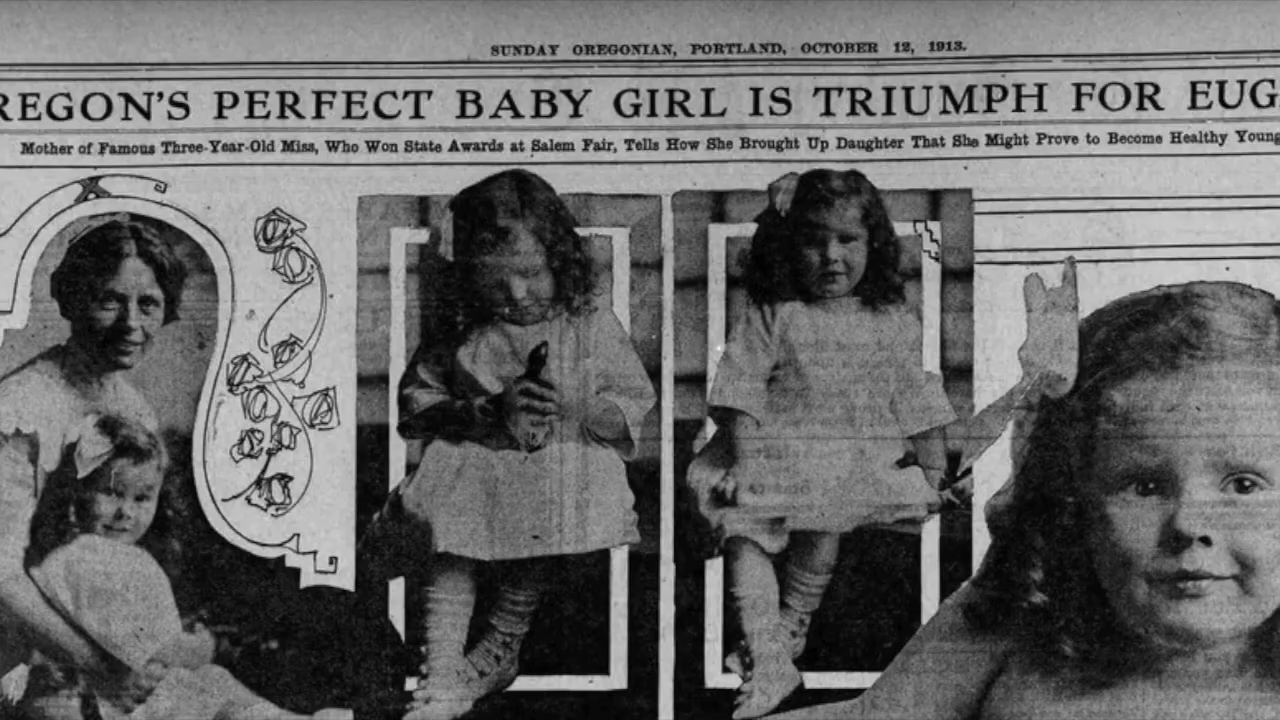 SUNDAY OREGONIAN, PORTLAND, OCTOBER 12, 1913.
REGON'S PERFECT BABY GIRL IS TRIUMPH FOR EUG
Mother of Famous Three-Year-Old Miss, Who Won State Awards at Salem Fair, Tells How She Brought Up Daughter That She Might Prove to Become Healthy Young